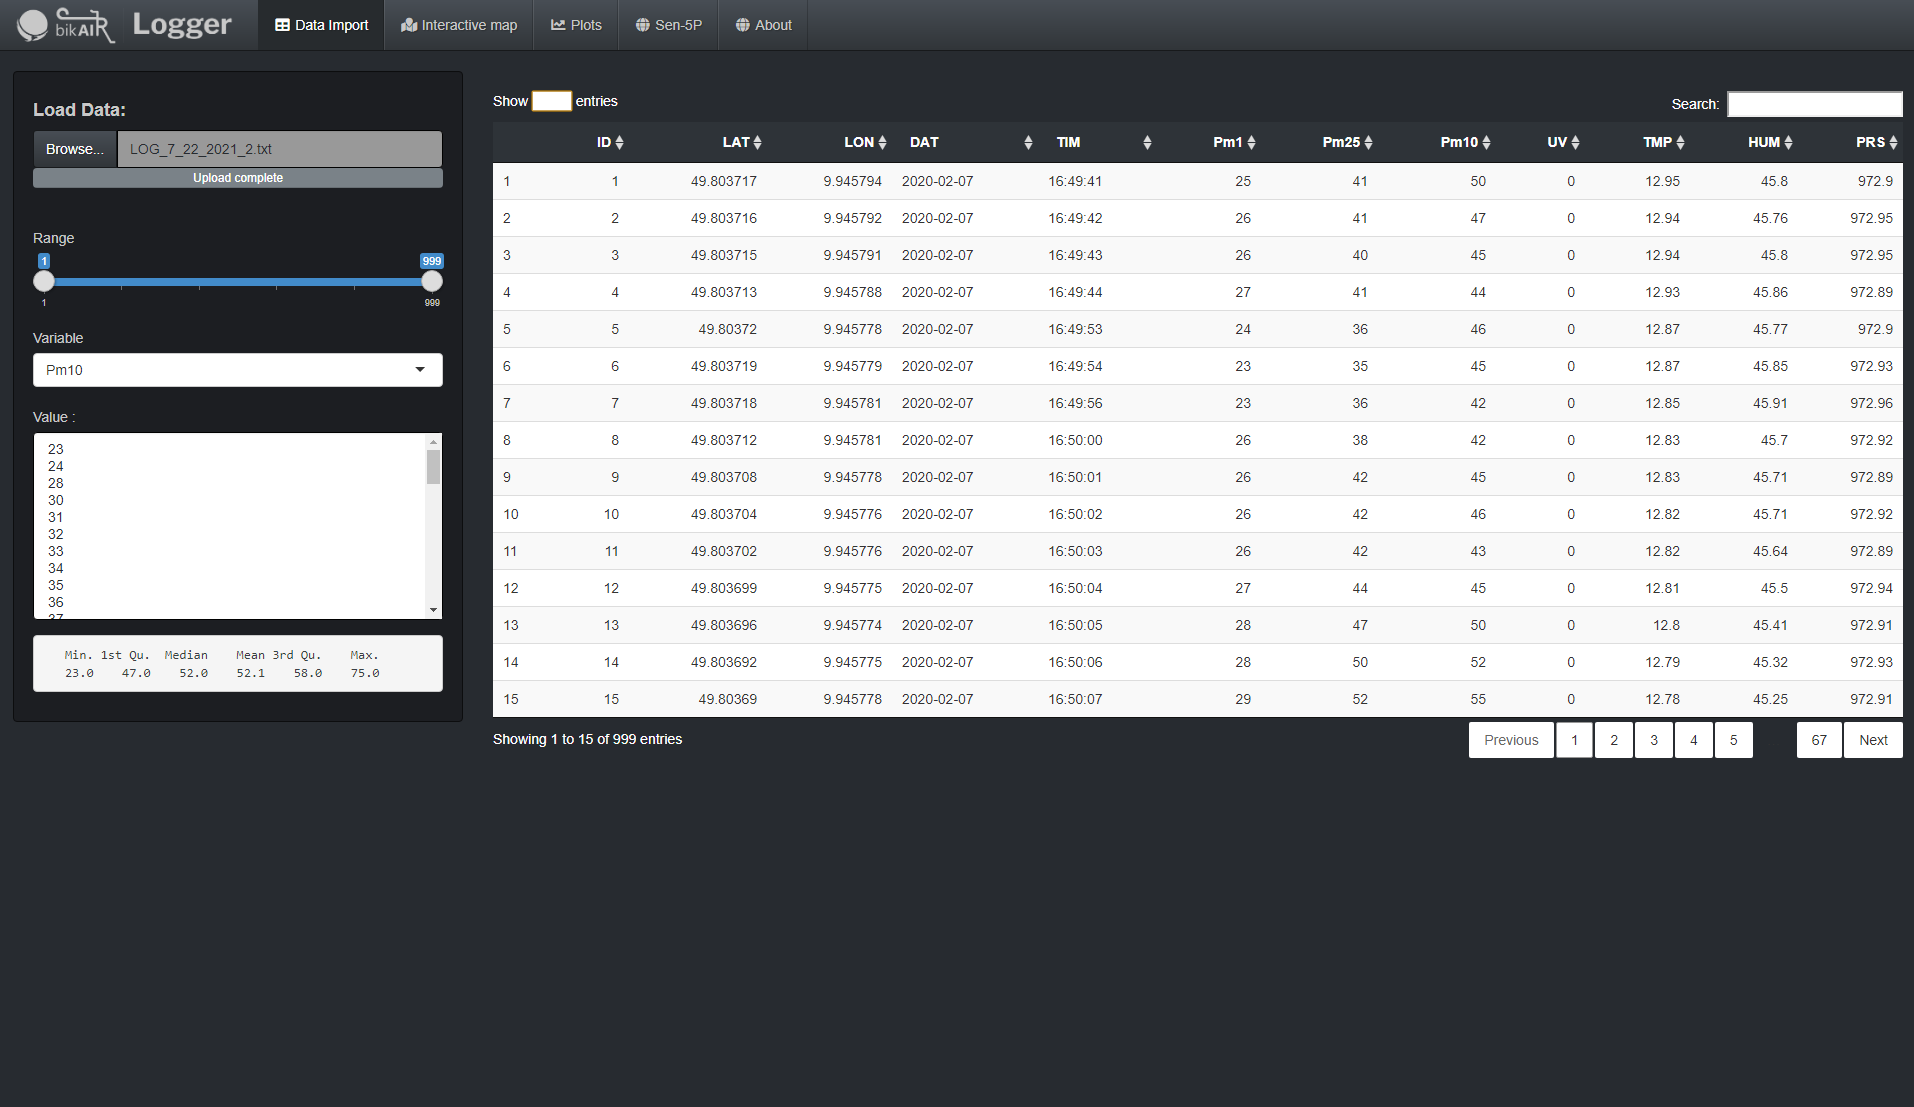 bikAIR Logger Data Import Interactive map Plots Sen-5P About
Load Data:
Browse... LOG_7_22_2021_2.txt
Upload complete
Range
1 999
1 999
Variable
Pm10
Value :
23
24
28
30
31
32
33
34
35
36
37
Min. 1st Qu. Median Mean 3rd Qu. Max.
23.0 47.0 52.0 52.1 58.0 75.0
Show entries
Search:
ID LAT LON DAT TIM Pm1 Pm25 Pm10 UV TMP HUM PRS
1 1 49.803717 9.945794 2020-02-07 16:49:41 25 41 50 0 12.95 45.8 972.9
2 2 49.803716 9.945792 2020-02-07 16:49:42 26 41 47 0 12.94 45.76 972.95
3 3 49.803715 9.945791 2020-02-07 16:49:43 26 40 45 0 12.94 45.8 972.95
4 4 49.803713 9.945788 2020-02-07 16:49:44 27 41 44 0 12.93 45.86 972.89
5 5 49.80372 9.945778 2020-02-07 16:49:53 24 36 46 0 12.87 45.77 972.9
6 6 49.803719 9.945779 2020-02-07 16:49:54 23 35 45 0 12.87 45.85 972.93
7 7 49.803718 9.945781 2020-02-07 16:49:56 23 36 42 0 12.85 45.91 972.96
8 8 49.803712 9.945781 2020-02-07 16:50:00 26 38 42 0 12.83 45.7 972.92
9 9 49.803708 9.945778 2020-02-07 16:50:01 26 42 45 0 12.83 45.71 972.89
10 10 49.803704 9.945776 2020-02-07 16:50:02 26 42 46 0 12.82 45.71 972.92
11 11 49.803702 9.945776 2020-02-07 16:50:03 26 42 43 0 12.82 45.64 972.89
12 12 49.803699 9.945775 2020-02-07 16:50:04 27 44 45 0 12.81 45.5 972.94
13 13 49.803696 9.945774 2020-02-07 16:50:05 28 47 50 0 12.8 45.41 972.91
14 14 49.803692 9.945775 2020-02-07 16:50:06 28 50 52 0 12.79 45.32 972.93
15 15 49.80369 9.945778 2020-02-07 16:50:07 29 52 55 0 12.78 45.25 972.91
Showing 1 to 15 of 999 entries
Previous 1 2 3 4 5 67 Next